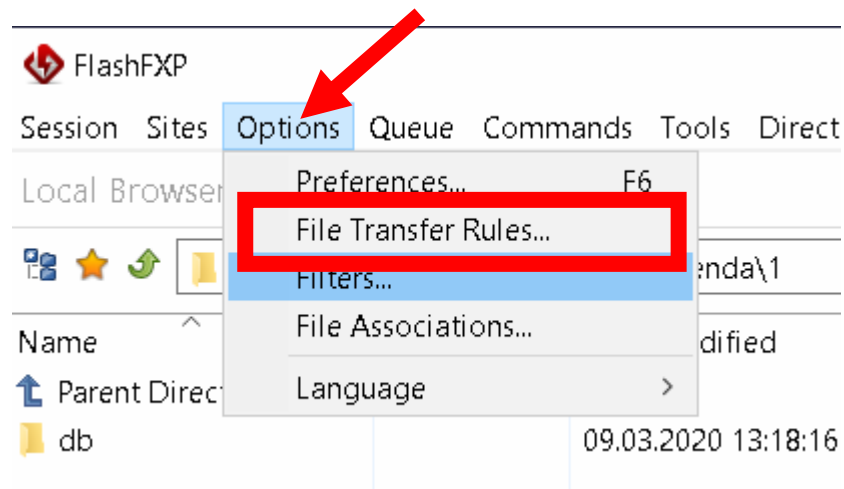 FlashFXP
Session Sites Options Queue Commands Tools Direct
Local Browser
Preferences... F6
File Transfer Rules...
Filters...
enda\1
File Associations...
Name
dified
Parent Direc
Language >
db
09.03.2020 13:18:16